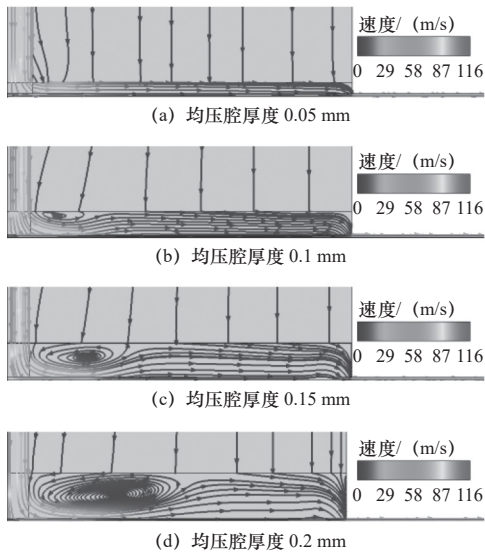 速度/（m/s）
0 29 58 87 116
(a) 均压腔厚度 0.05 mm
速度/（m/s）
0 29 58 87 116
(b) 均压腔厚度 0.1 mm
速度/（m/s）
0 29 58 87 116
(c) 均压腔厚度 0.15 mm
速度/（m/s）
0 29 58 87 116
(d) 均压腔厚度 0.2 mm